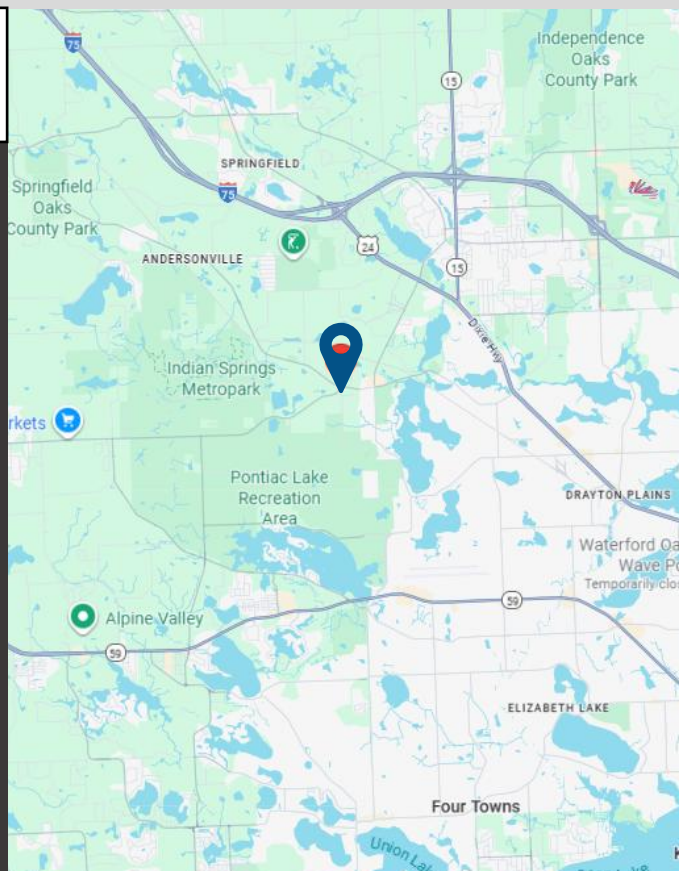 75
Independence
Oaks
County Park
15
SPRINGFIELD
75
Springfield
Oaks
County Park
24
ANDERSONVILLE
15
Dixie Hwy
Indian Springs
Metropark
rkets
Pontiac Lake
Recreation
Area
DRAYTON PLAINS
Waterford Oa
Wave Po
Temporarily clos
59
Alpine Valley
59
ELIZABETH LAKE
Four Towns
Union Lak
K